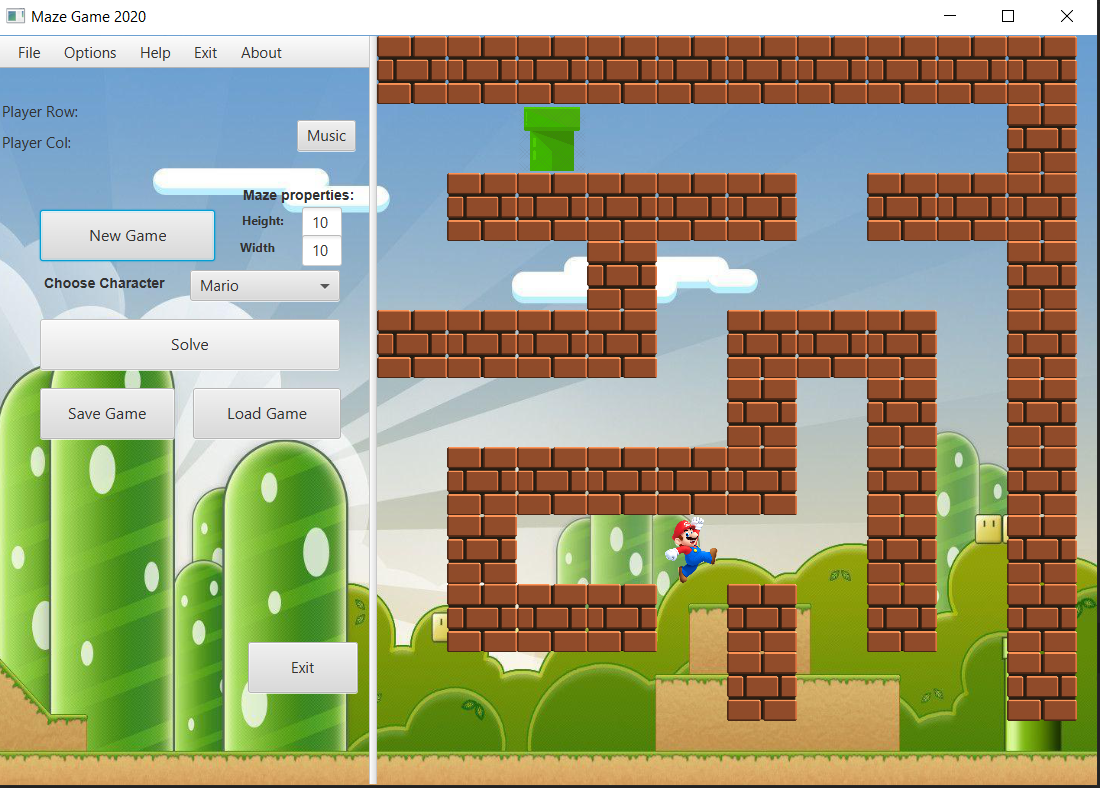 Maze Game 2020
File Options Help Exit About
Player Row:
Player Col:
Music
Maze properties:
Height: 10
Width 10
New Game
Choose Character Mario
Solve
Save Game Load Game
Exit